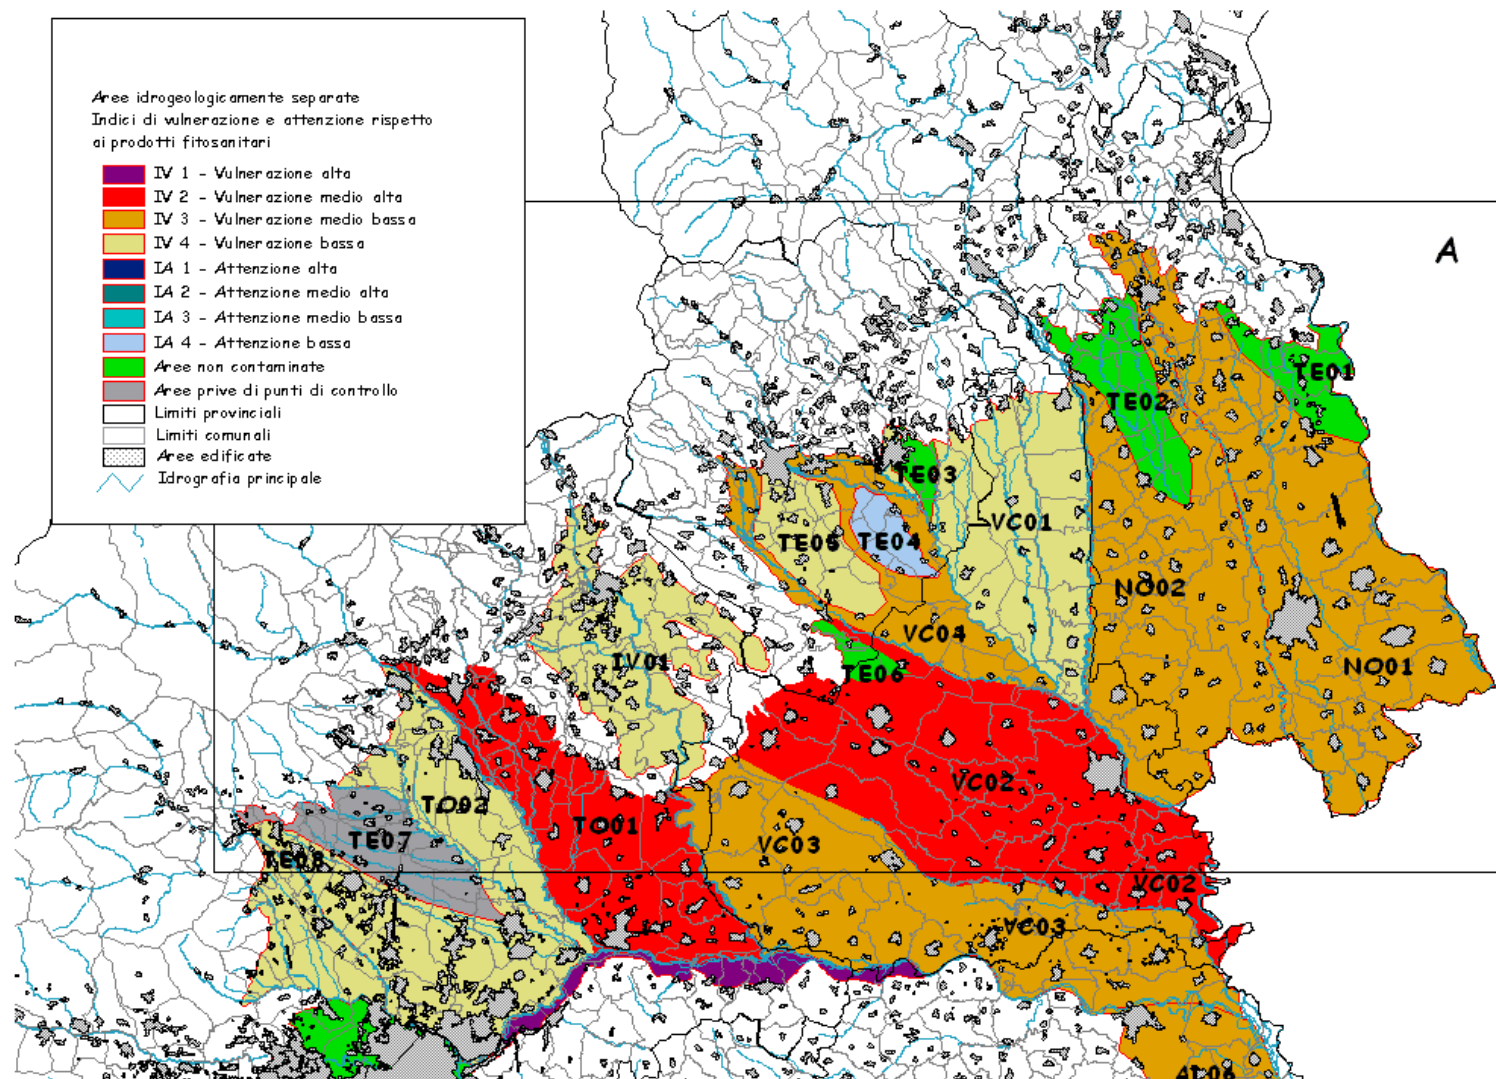 Aree idrogeologicamente separate
Indici di vulnerazione e attenzione rispetto
ai prodotti fitosanitari
IV 1 - Vulnerazione alta
IV 2 - Vulnerazione medio alta
IV 3 - Vulnerazione medio bassa
IV 4 - Vulnerazione bassa
IA 1 - Attenzione alta
IA 2 - Attenzione medio alta
IA 3 - Attenzione medio bassa
IA 4 - Attenzione bassa
Aree non contaminate
Aree prive di punti di controllo
Limiti provinciali
Limiti comunali
Aree edificate
Idrografia principale
A
TE01
TE02
TE03
VC01
TE05
TE04
NO02
VC04
IV01
NO01
TE06
VC02
TO02
TO01
TE07
VC03
TE08
VC02
VC03
AL06